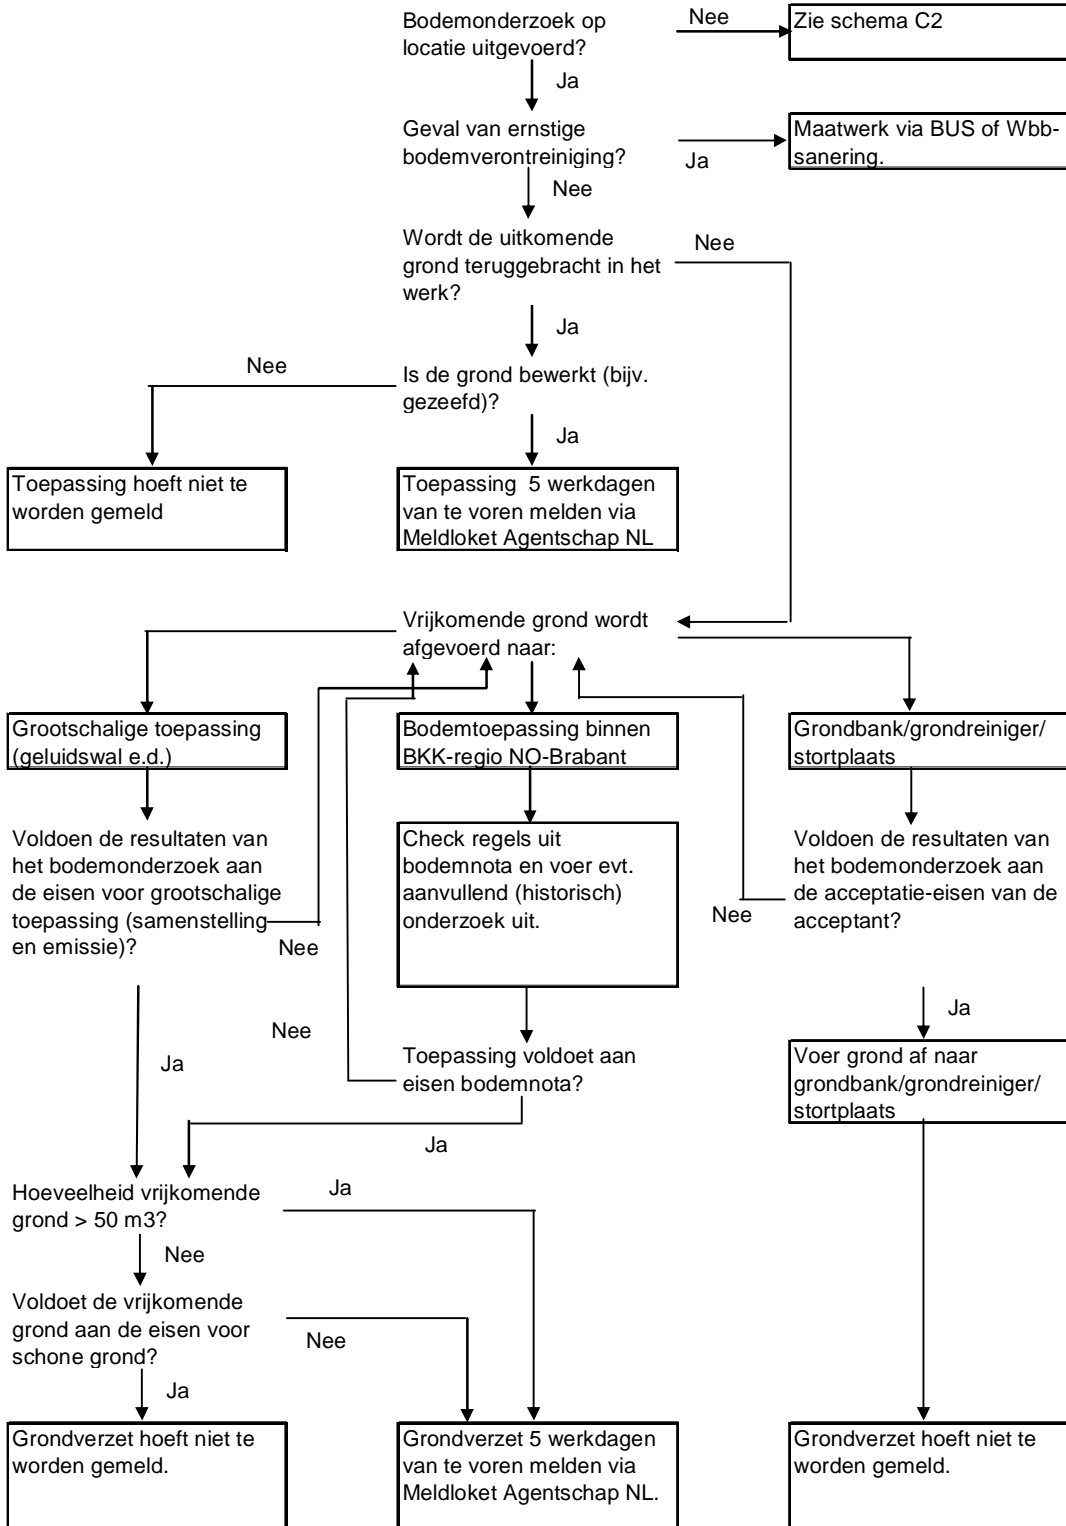 Bodemonderzoek op
locatie uitgevoerd?
Nee
Zie schema C2
Ja
Geval van ernstige
bodemverontreiniging?
Ja
Maatwerk via BUS of Wbb-
sanering.
Nee
Wordt de uitkomende
grond teruggebracht in het
werk?
Nee
Ja
Nee
Is de grond bewerkt (bijv.
gezeefd)?
Ja
Toepassing hoeft niet te
worden gemeld
Toepassing  5 werkdagen
van te voren melden via
Meldloket Agentschap NL
Vrijkomende grond wordt
afgevoerd naar:
Grootschalige toepassing
(geluidswal e.d.)
Bodemtoepassing binnen
BKK-regio NO-Brabant
Grondbank/grondreiniger/
stortplaats
Voldoen de resultaten van
het bodemonderzoek aan
de eisen voor grootschalige
toepassing (samenstelling
en emissie)?
Nee
Check regels uit
bodemnota en voer evt.
aanvullend (historisch)
onderzoek uit.
Voldoen de resultaten van
het bodemonderzoek aan
de acceptatie-eisen van de
acceptant?
Nee
Ja
Nee
Ja
Toepassing voldoet aan
eisen bodemnota?
Voer grond af naar
grondbank/grondreiniger/
stortplaats
Ja
Hoeveelheid vrijkomende
grond > 50 m3?
Ja
Nee
Voldoet de vrijkomende
grond aan de eisen voor
schone grond?
Nee
Ja
Grondverzet hoeft niet te
worden gemeld.
Grondverzet 5 werkdagen
van te voren melden via
Meldloket Agentschap NL.
Grondverzet hoeft niet te
worden gemeld.